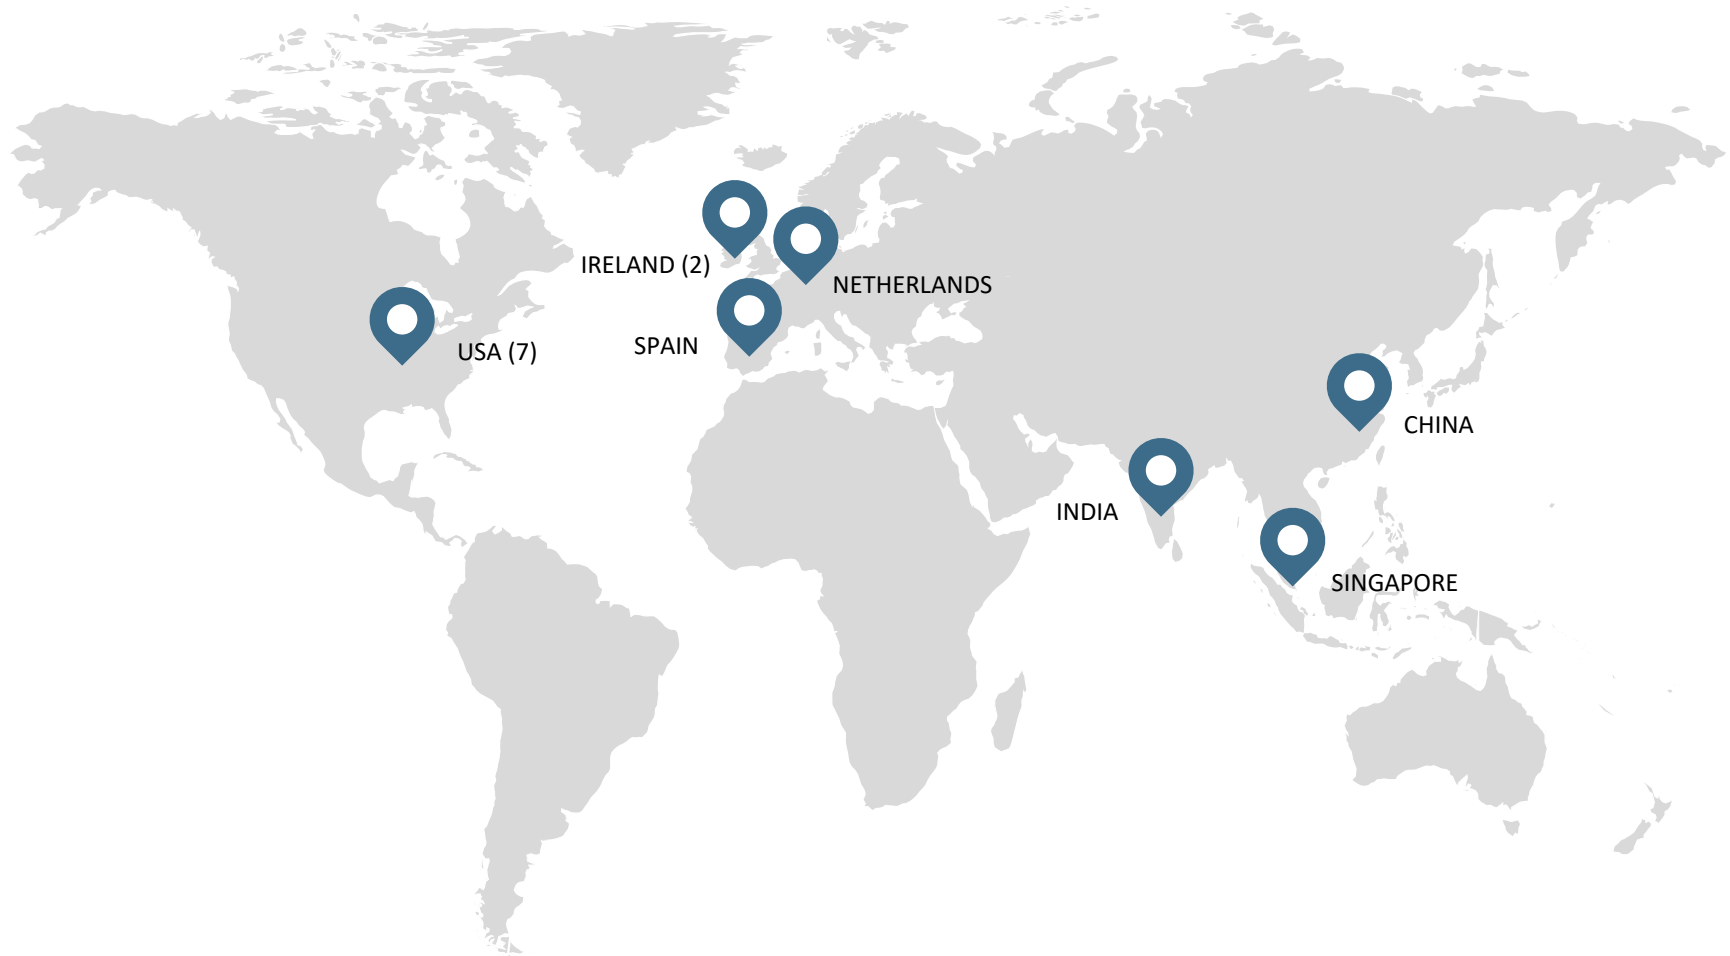 IRELAND (2)
NETHERLANDS
USA (7)
SPAIN
CHINA
INDIA
SINGAPORE